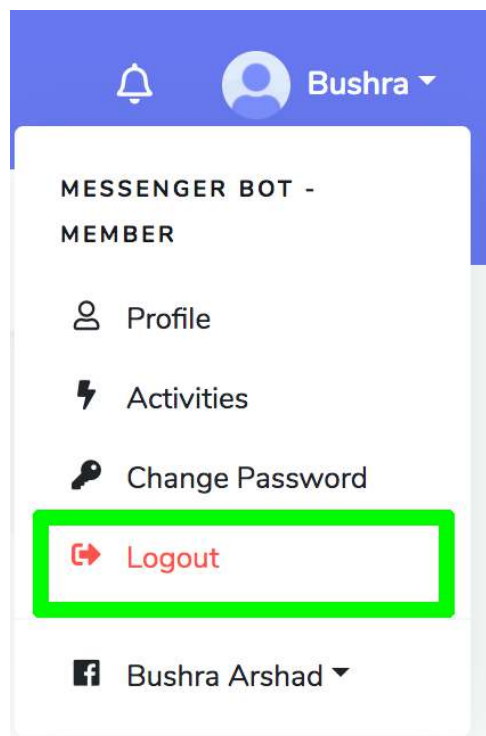 Bushra
MESSENGER BOT -
MEMBER
Profile
Activities
Change Password
Logout
Bushra Arshad